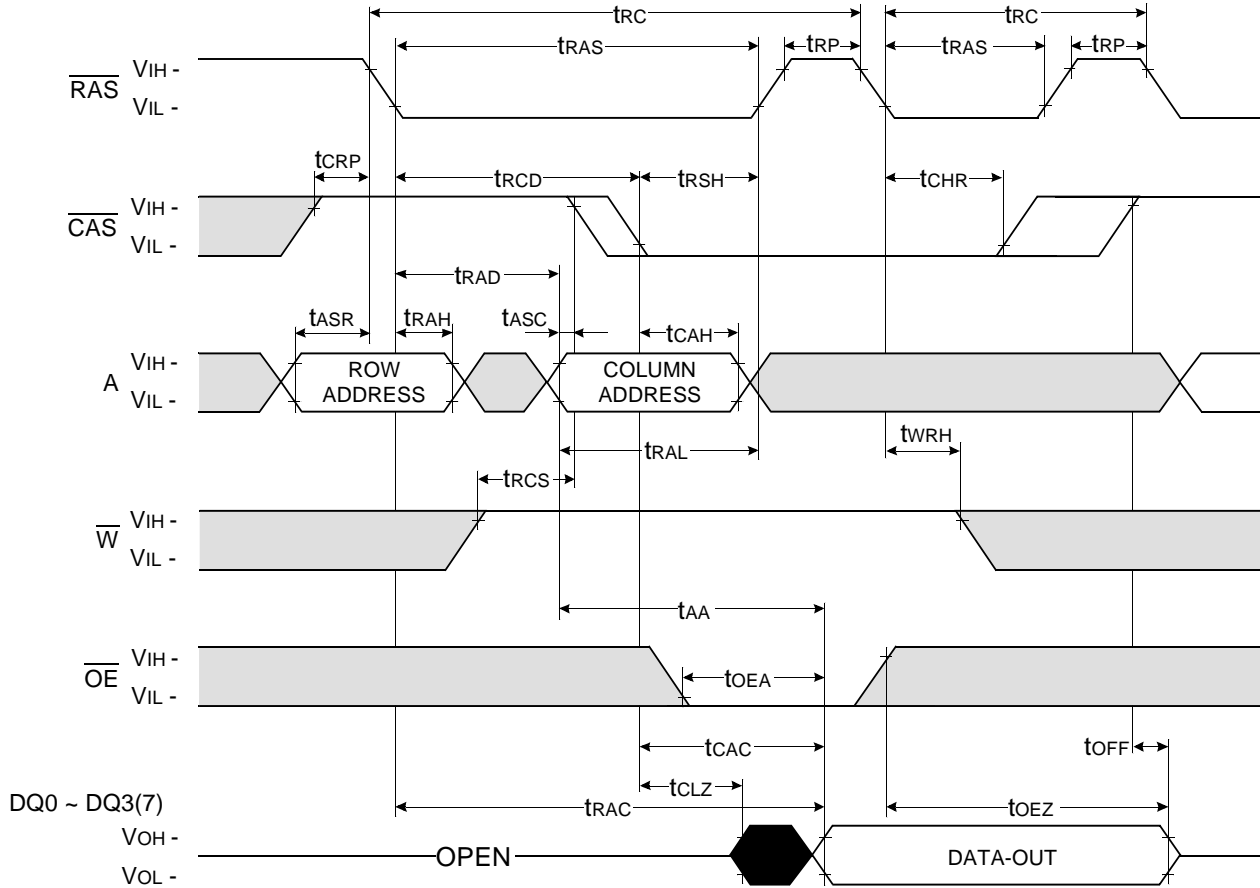 tRC tRC
tRAS tRP tRAS tRP
RAS VIH -
VIL -
tCRP tRCD tRSH tCHR
CAS VIH -
VIL -
tRAD
tASR tRAH tASC tCAH
A VIH -
VIL -
ROW ADDRESS
COLUMN ADDRESS
tWRH
tRAL
tRCS
W VIH -
VIL -
tAA
OE VIH -
VIL -
tOEA
tCAC tOFF
tCLZ
DQ0 ~ DQ3(7) tRAC tOEZ
VOH -
VOL -
OPEN DATA-OUT